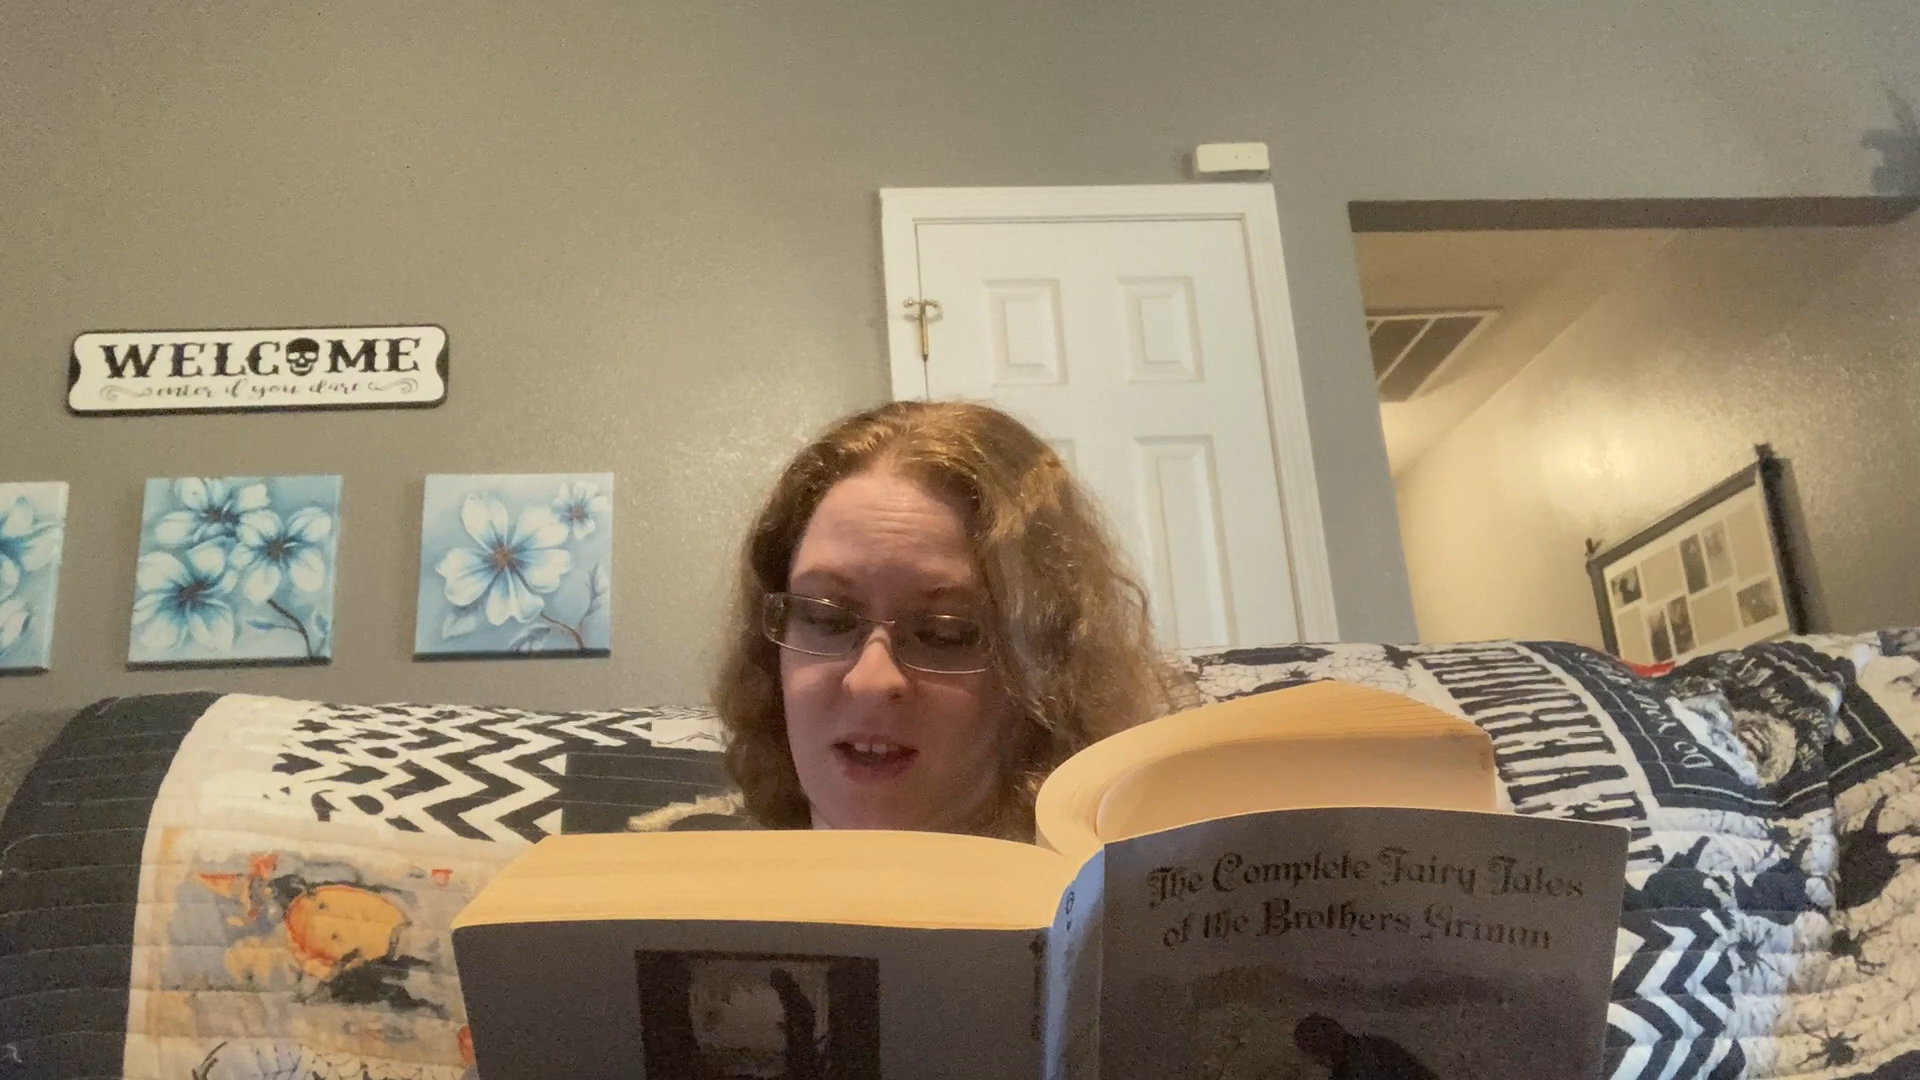 WELCOME
enter if you dare
The Complete Fairy Tales
of the Brothers Grimm